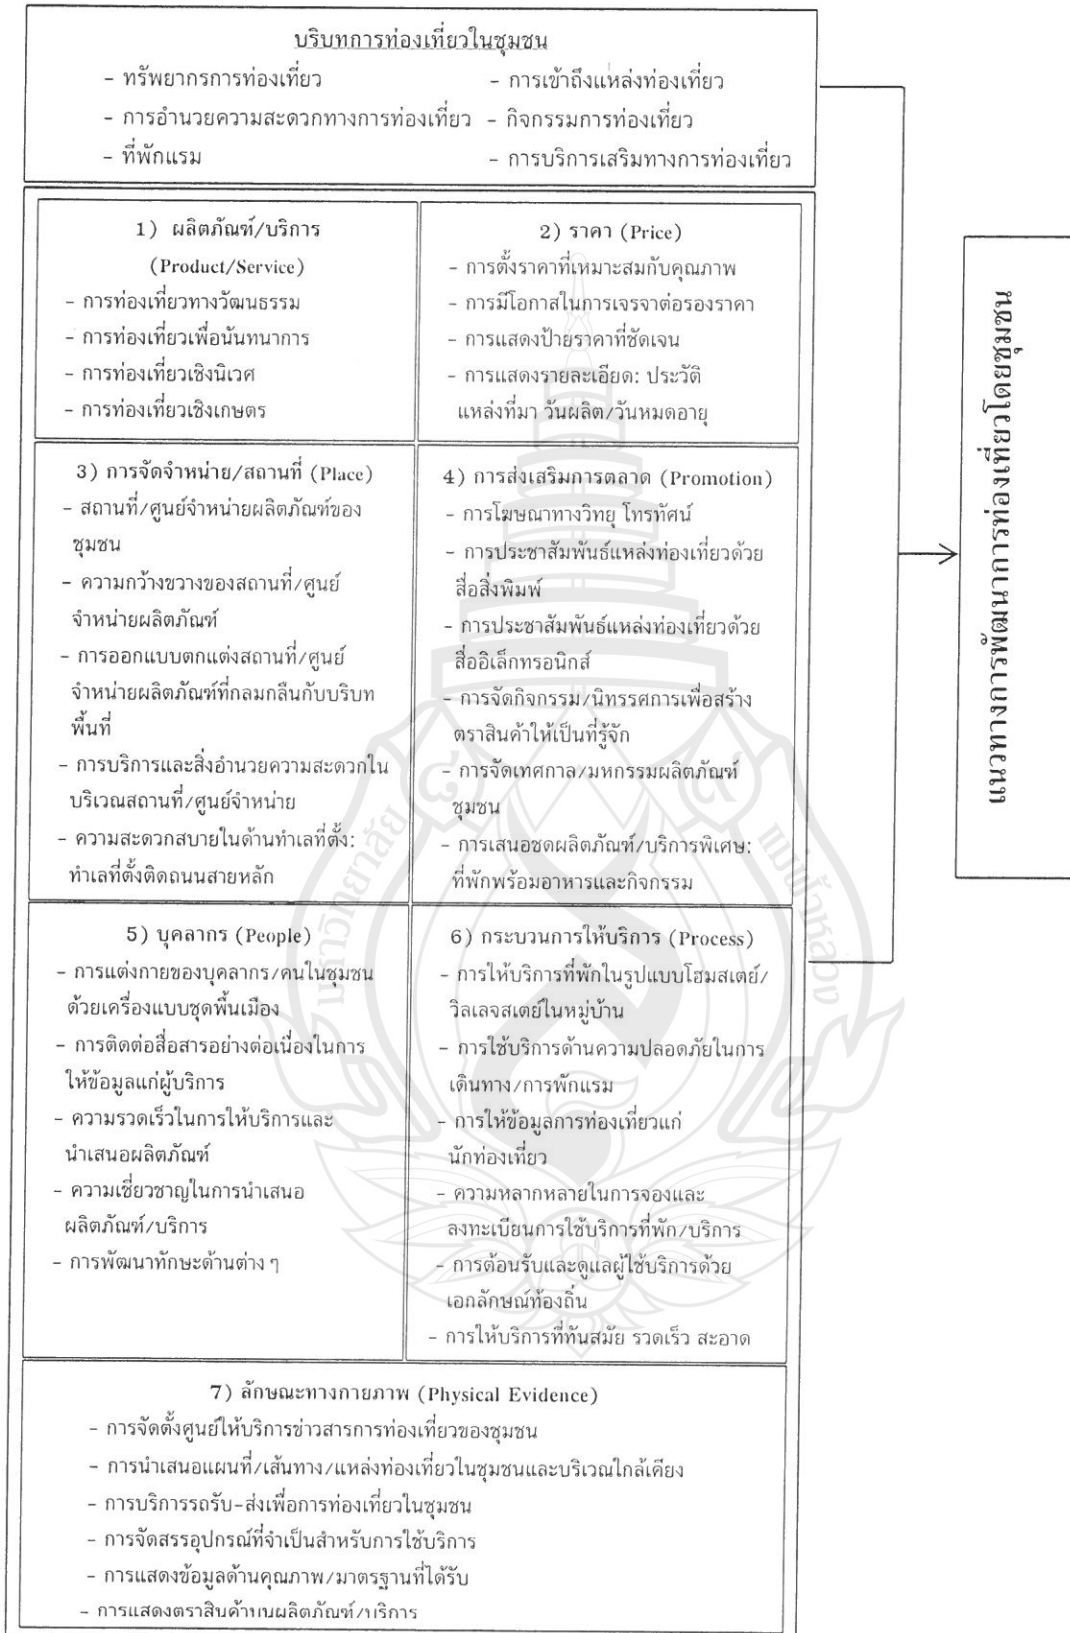 บริบทการท่องเที่ยวในชุมชน
- ทรัพยากรการท่องเที่ยว - การเข้าถึงแหล่งท่องเที่ยว
- การอำนวยความสะดวกทางการท่องเที่ยว - กิจกรรมการท่องเที่ยว
- ที่พักแรม - การบริการเสริมทางการท่องเที่ยว
1) ผลิตภัณฑ์/บริการ
(Product/Service)
- การท่องเที่ยวทางวัฒนธรรม
- การท่องเที่ยวเพื่อนันทนาการ
- การท่องเที่ยวเชิงนิเวศ
- การท่องเที่ยวเชิงเกษตร
2) ราคา (Price)
- การตั้งราคาที่เหมาะสมกับคุณภาพ
- การมีโอกาสในการเจรจาต่อรองราคา
- การแสดงป้ายราคาที่ชัดเจน
- การแสดงรายละเอียด: ประวัติ
แหล่งที่มา วันผลิต/วันหมดอายุ
3) การจัดจำหน่าย/สถานที่ (Place)
- สถานที่/ศูนย์จำหน่ายผลิตภัณฑ์ของ
ชุมชน
- ความกว้างขวางของสถานที่/ศูนย์
จำหน่ายผลิตภัณฑ์
- การออกแบบตกแต่งสถานที่/ศูนย์
จำหน่ายผลิตภัณฑ์ที่กลมกลืนกับบริบท
พื้นที่
- การบริการและสิ่งอำนวยความสะดวกใน
บริเวณสถานที่/ศูนย์จำหน่าย
- ความสะดวกสบายในด้านทำเลที่ตั้ง:
ทำเลที่ตั้งติดถนนสายหลัก
4) การส่งเสริมการตลาด (Promotion)
- การโฆษณาทางวิทยุ โทรทัศน์
- การประชาสัมพันธ์แหล่งท่องเที่ยวด้วย
สื่อสิ่งพิมพ์
- การประชาสัมพันธ์แหล่งท่องเที่ยวด้วย
สื่ออิเล็กทรอนิกส์
- การจัดกิจกรรม/นิทรรศการเพื่อสร้าง
ตราสินค้าให้เป็นที่รู้จัก
- การจัดเทศกาล/มหกรรมผลิตภัณฑ์
ชุมชน
- การเสนอชุดผลิตภัณฑ์/บริการพิเศษ:
ที่พักพร้อมอาหารและกิจกรรม
5) บุคลากร (People)
- การแต่งกายของบุคลากร/คนในชุมชน
ด้วยเครื่องแบบชุดพื้นเมือง
- การติดต่อสื่อสารอย่างต่อเนื่องในการ
ให้ข้อมูลแก่ผู้บริการ
- ความรวดเร็วในการให้บริการและ
นำเสนอผลิตภัณฑ์
- ความเชี่ยวชาญในการนำเสนอ
ผลิตภัณฑ์/บริการ
- การพัฒนาทักษะด้านต่าง ๆ
6) กระบวนการให้บริการ (Process)
- การให้บริการที่พักในรูปแบบโฮมสเตย์/
วิลเลจสเตย์ในหมู่บ้าน
- การใช้บริการด้านความปลอดภัยในการ
เดินทาง/การพักแรม
- การให้ข้อมูลการท่องเที่ยวแก่
นักท่องเที่ยว
- ความหลากหลายในการจองและ
ลงทะเบียนการใช้บริการที่พัก/บริการ
- การต้อนรับและดูแลผู้ใช้บริการด้วย
เอกลักษณ์ท้องถิ่น
- การให้บริการที่ทันสมัย รวดเร็ว สะอาด
7) ลักษณะทางกายภาพ (Physical Evidence)
- การจัดตั้งศูนย์ให้บริการข่าวสารการท่องเที่ยวของชุมชน
- การนำเสนอแผนที่/เส้นทาง/แหล่งท่องเที่ยวในชุมชนและบริเวณใกล้เคียง
- การบริการรถรับ-ส่งเพื่อการท่องเที่ยวในชุมชน
- การจัดสรรอุปกรณ์ที่จำเป็นสำหรับการใช้บริการ
- การแสดงข้อมูลด้านคุณภาพ/มาตรฐานที่ได้รับ
- การแสดงตราสินค้าบนผลิตภัณฑ์/บริการ
แนวทางการพัฒนาการท่องเที่ยวโดยชุมชน
มหาวิทยาลัย
แม่ฟ้าหลวง